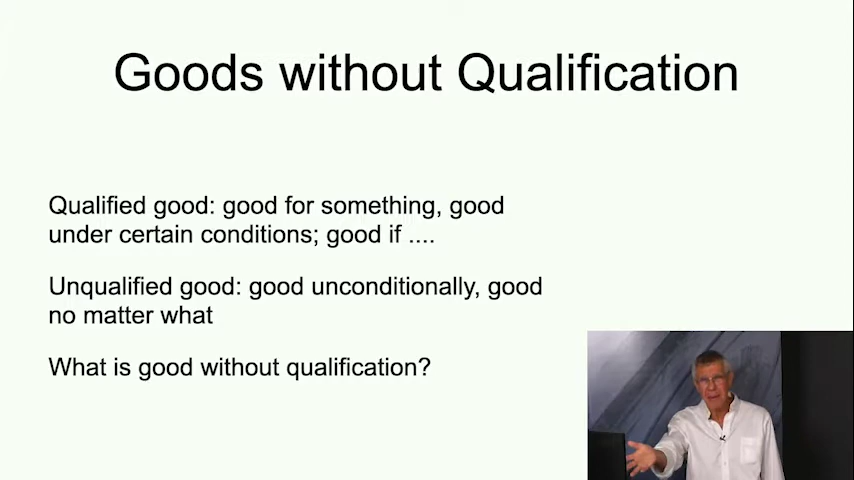 Goods without Qualification
Qualified good: good for something, good
under certain conditions; good if ....
Unqualified good: good unconditionally, good
no matter what
What is good without qualification?